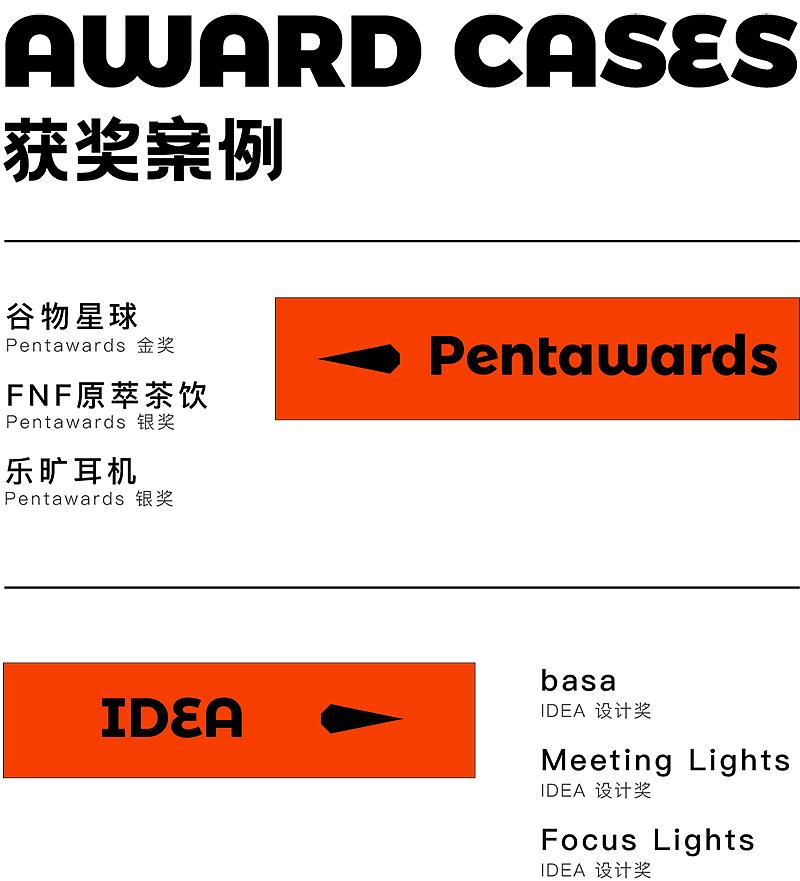 AWARD CASES
获奖案例
谷物星球
Pentawards 金奖
FNF原萃茶饮
Pentawards 银奖
乐旷耳机
Pentawards 银奖
Pentawards
IDEA
basa
IDEA 设计奖
Meeting Lights
IDEA 设计奖
Focus Lights
IDEA 设计奖